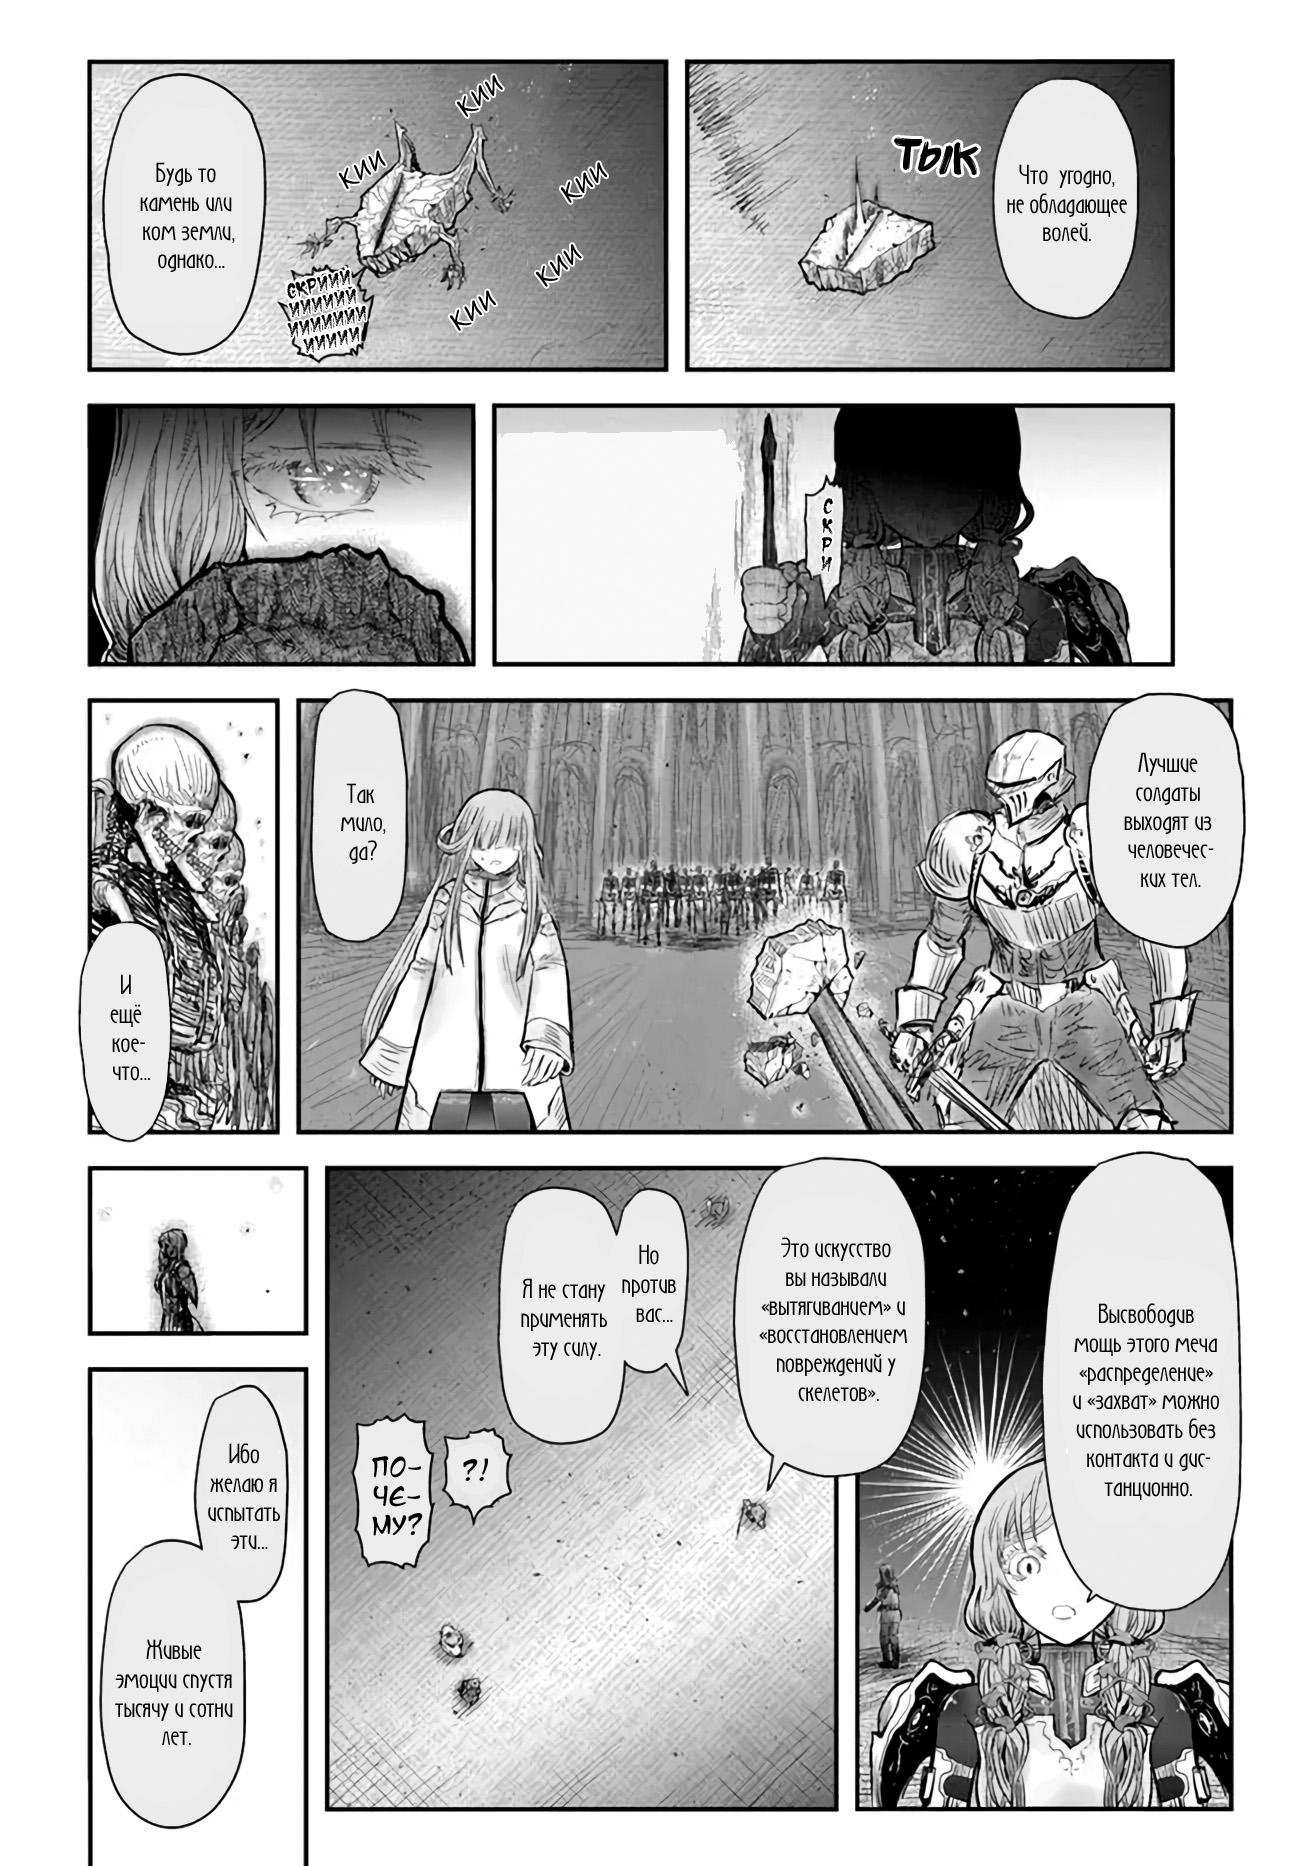 Что угодно,
не обладающее
волей.
ТЫК
Будь то
камень или
ком земли,
однако...
КИИ
КИИ
КИИ
КИИ
КИИ
СКРИИЙ
ИИИИИИ
ИИИИИИИ
ИИИИИ
СКРИ
Лучшие
солдаты
выходят из
человечес-
ких тел.
Так
мило,
да?
И
ещё
кое-
что...
Высвободив
мощь этого меча
«распределение»
и «захват» можно
использовать без
контакта и дис-
танционно.
Это искусство
вы называли
«вытягиванием» и
«восстановлением
повреждений у
скелетов».
Но
против
вас...
Я не стану
применять
эту силу.
?!
ПО-
ЧЕ-
МУ?
Ибо
желаю я
испытать
эти...
Живые
эмоции спустя
тысячу и сотни
лет.